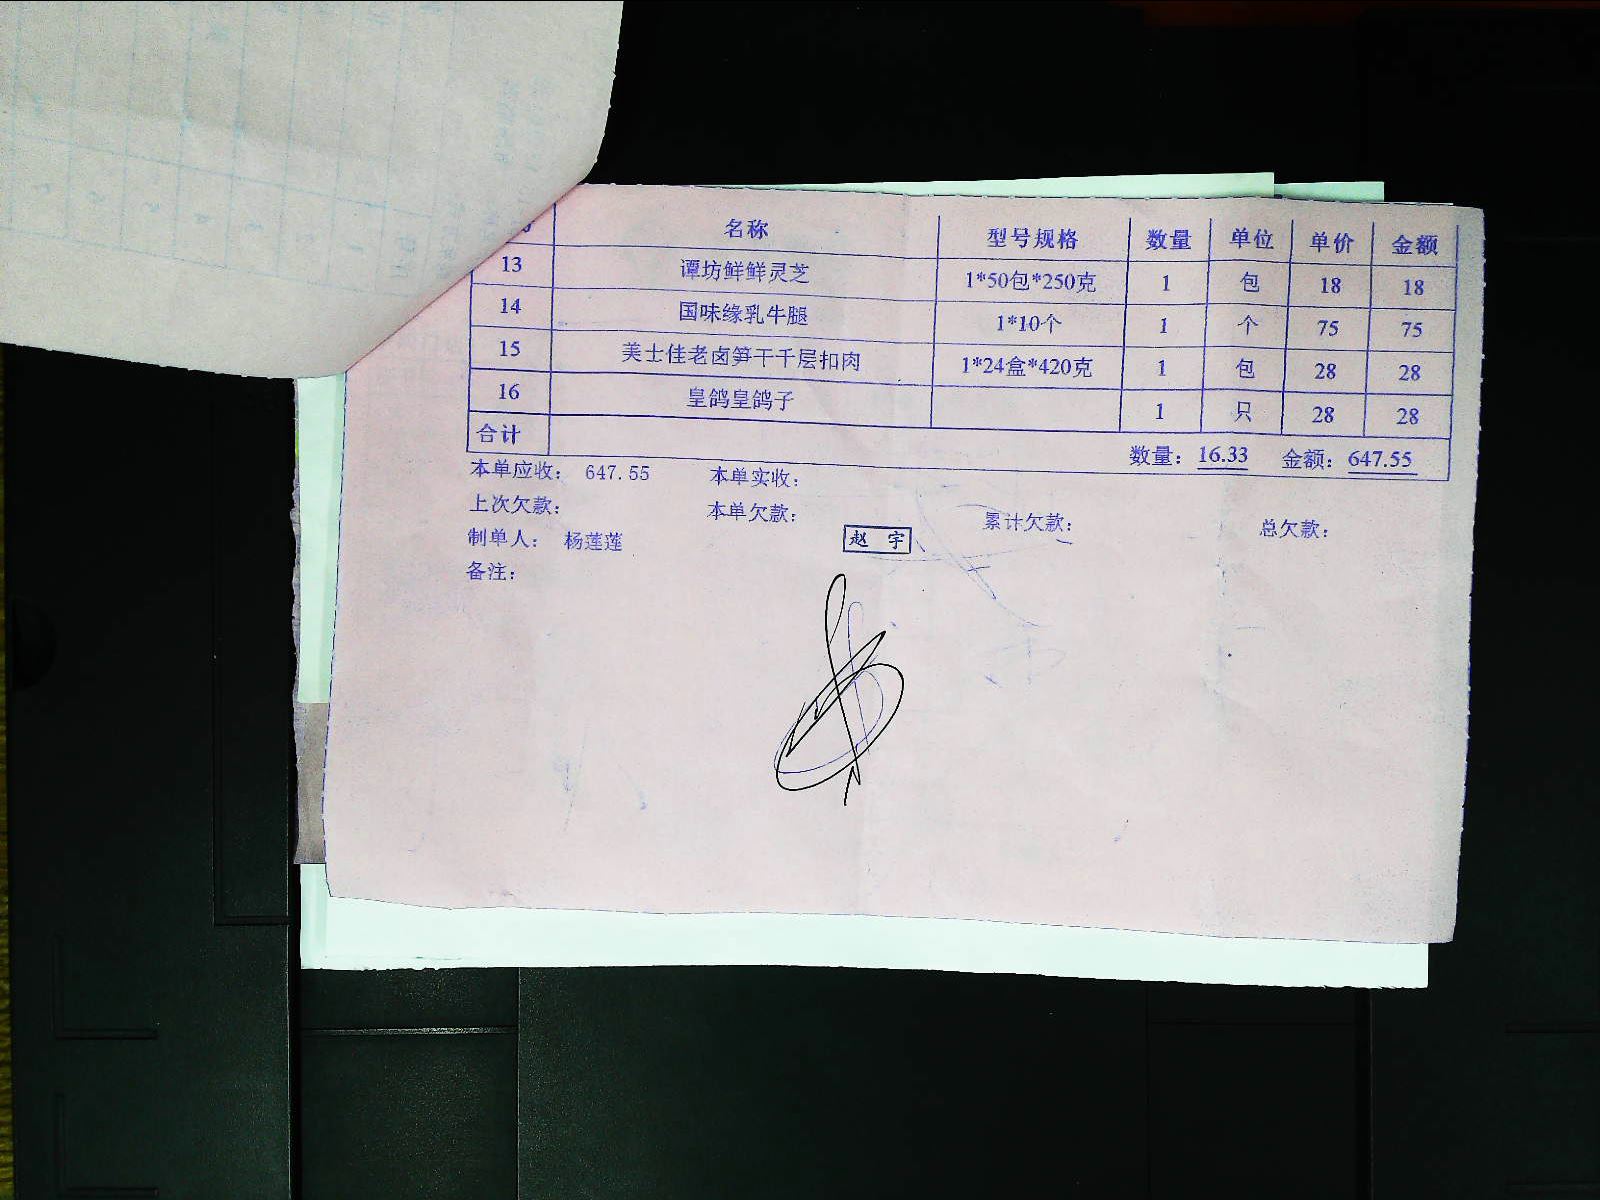 名称 型号规格 数量 单位 单价 金额
13 谭坊鲜鲜灵芝 1*50包*250克 1 包 18 18
14 国味缘乳牛腿 1*10个 1 个 75 75
15 美士佳老卤笋干千层扣肉 1*24盒*420克 1 包 28 28
16 皇鸽皇鸽子 1 只 28 28
合计 数量：16.33 金额：647.55
本单应收： 647.55 本单实收：
上次欠款： 本单欠款： 累计欠款： 总欠款：
制单人： 杨莲莲 赵 宇
备注：